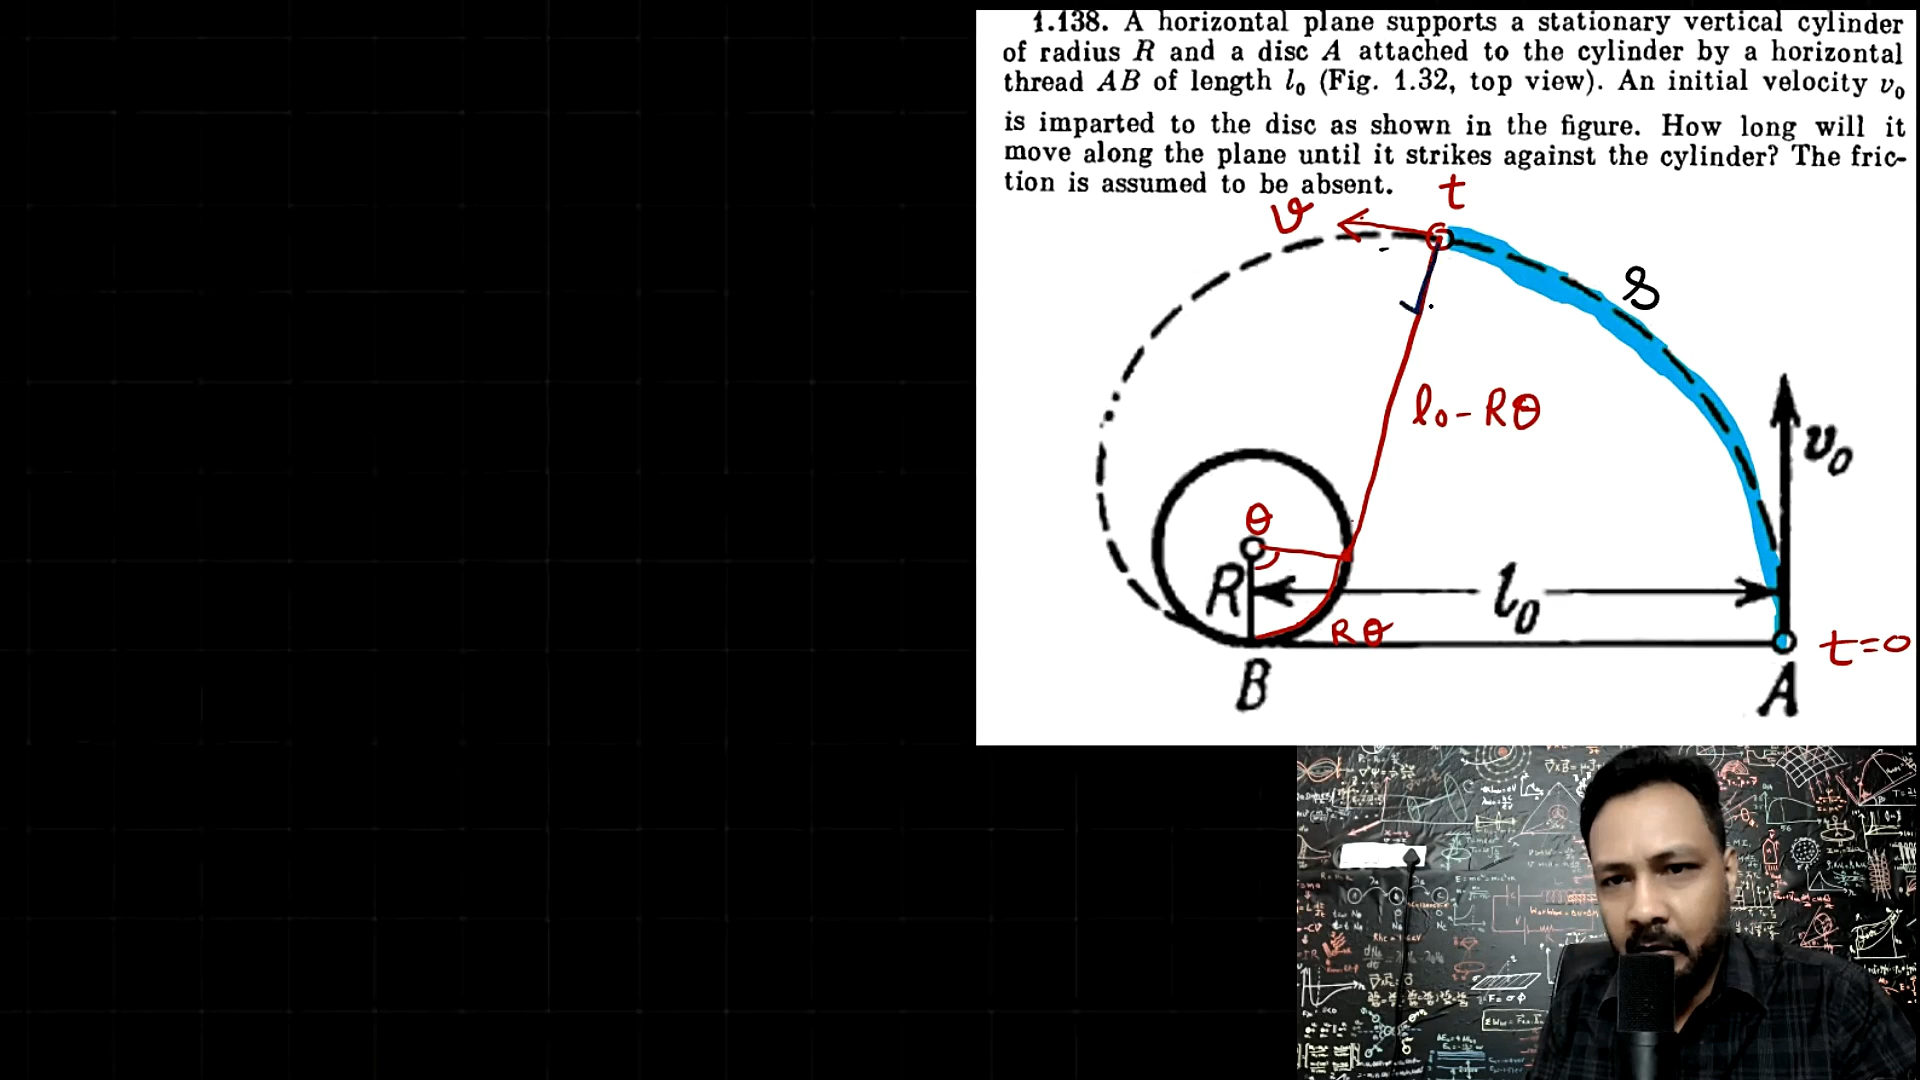 1.138. A horizontal plane supports a stationary vertical cylinder
of radius R and a disc A attached to the cylinder by a horizontal
thread AB of length l₀ (Fig. 1.32, top view). An initial velocity v₀
is imparted to the disc as shown in the figure. How long will it
move along the plane until it strikes against the cylinder? The fric-
tion is assumed to be absent.
t
v
s
l₀-Rθ
v₀
θ
R
l₀
Rθ
t=0
B
A